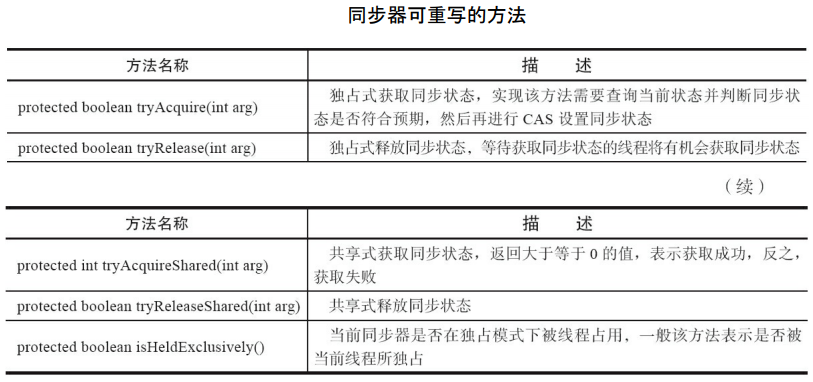 同步器可重写的方法
方法名称 描 述
protected boolean tryAcquire(int arg) 独占式获取同步状态，实现该方法需要查询当前状态并判断同步状
态是否符合预期，然后再进行 CAS 设置同步状态
protected boolean tryRelease(int arg) 独占式释放同步状态，等待获取同步状态的线程将有机会获取同步状态
（续）
方法名称 描 述
protected int tryAcquireShared(int arg) 共享式获取同步状态，返回大于等于 0 的值，表示获取成功，反之，
获取失败
protected boolean tryReleaseShared(int arg) 共享式释放同步状态
protected boolean isHeldExclusively() 当前同步器是否在独占模式下被线程占用，一般该方法表示是否被
当前线程所独占